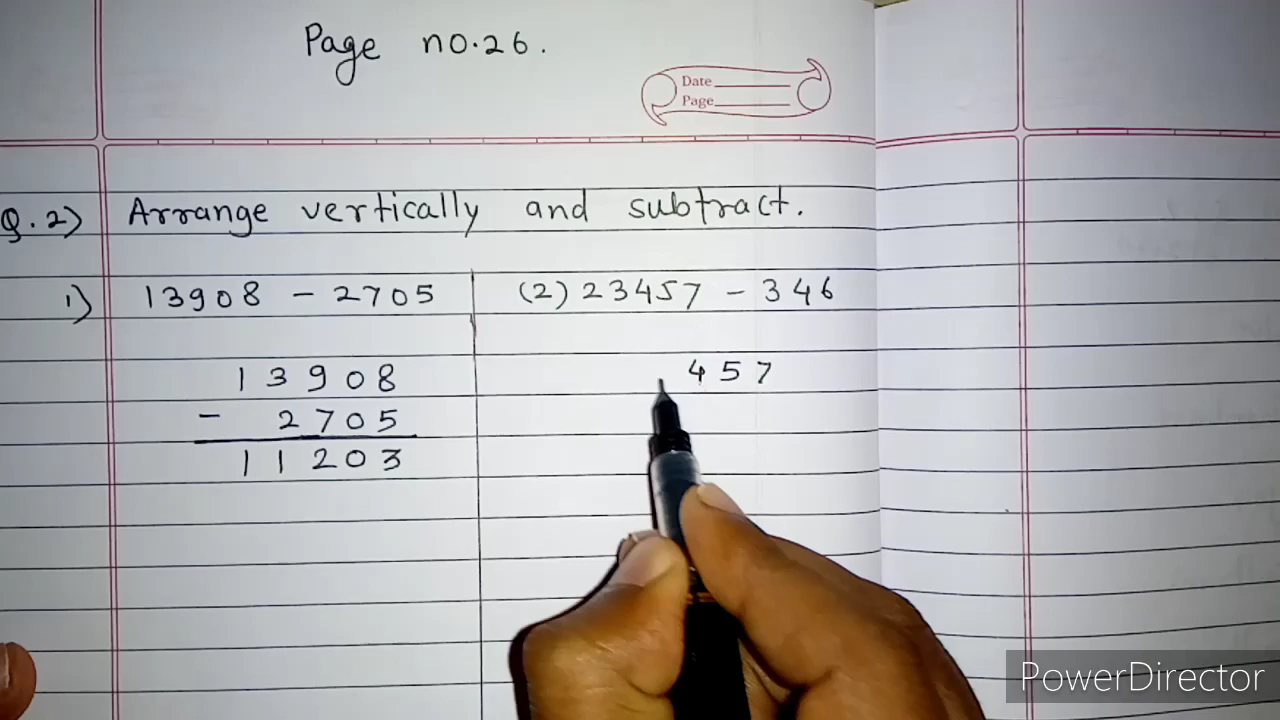 Page no.26.
Date
Page
Q.2) Arrange vertically and subtract.
1) 13908 - 2705
(2) 23457 - 346
13908
- 2705
11203
457
PowerDirector